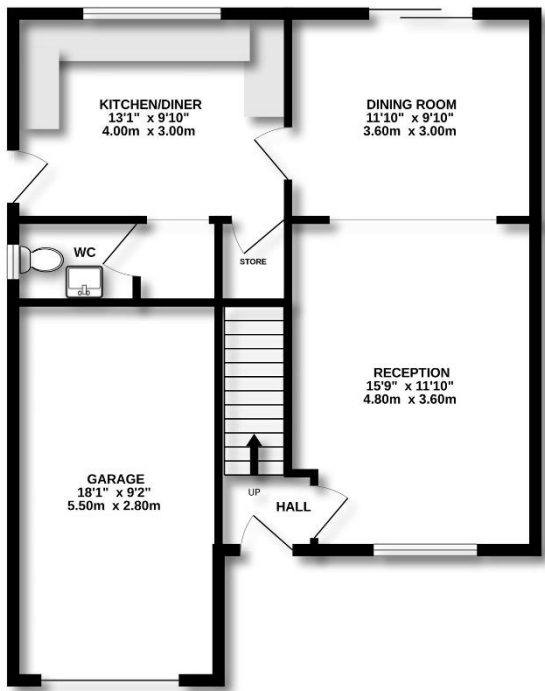 KITCHEN/DINER
13'1" x 9'10"
4.00m x 3.00m
DINING ROOM
11'10" x 9'10"
3.60m x 3.00m
WC
STORE
RECEPTION
15'9" x 11'10"
4.80m x 3.60m
GARAGE
18'1" x 9'2"
5.50m x 2.80m
UP
HALL